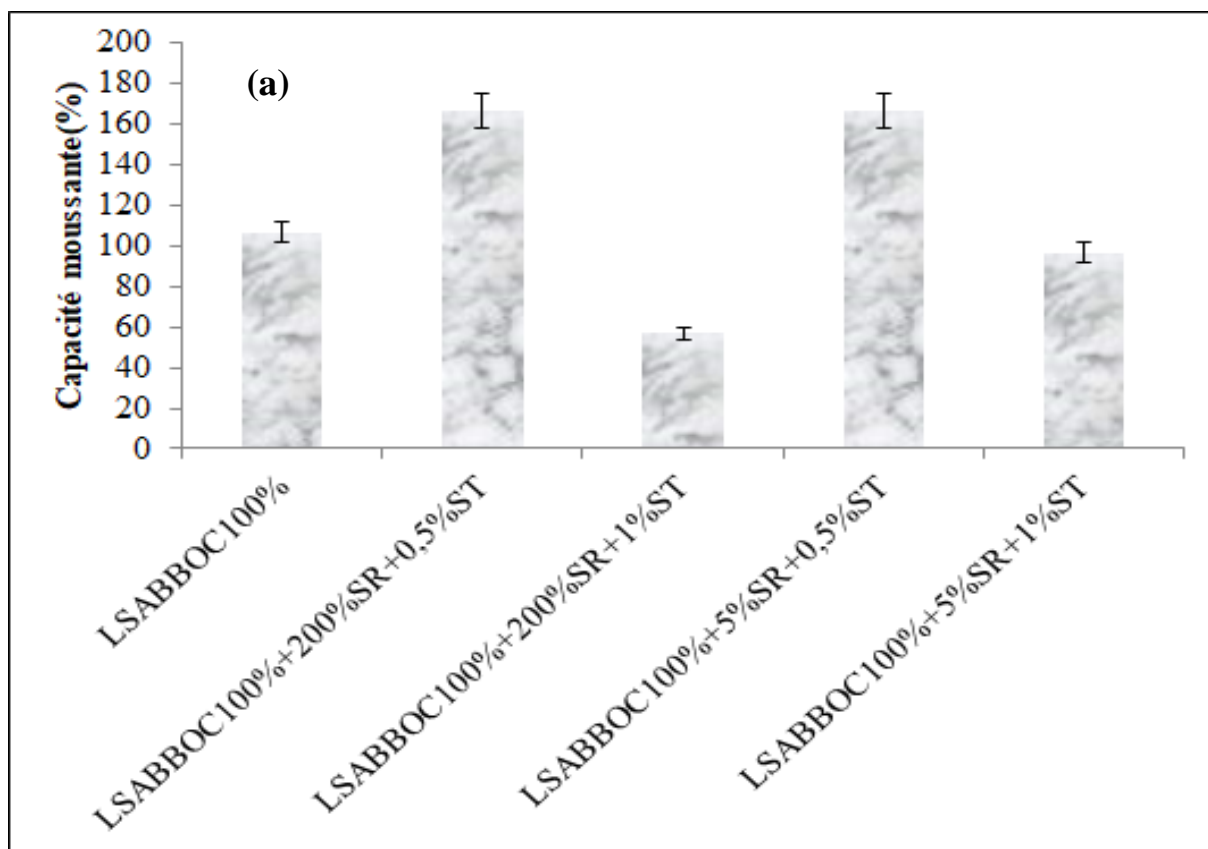 (a)
Capacité moussante(%)
200
180
160
140
120
100
80
60
40
20
0
LSABBOC100%
LSABBOC100%+200%SR+0,5%ST
LSABBOC100%+200%SR+1%ST
LSABBOC100%+5%SR+0,5%ST
LSABBOC100%+5%SR+1%ST